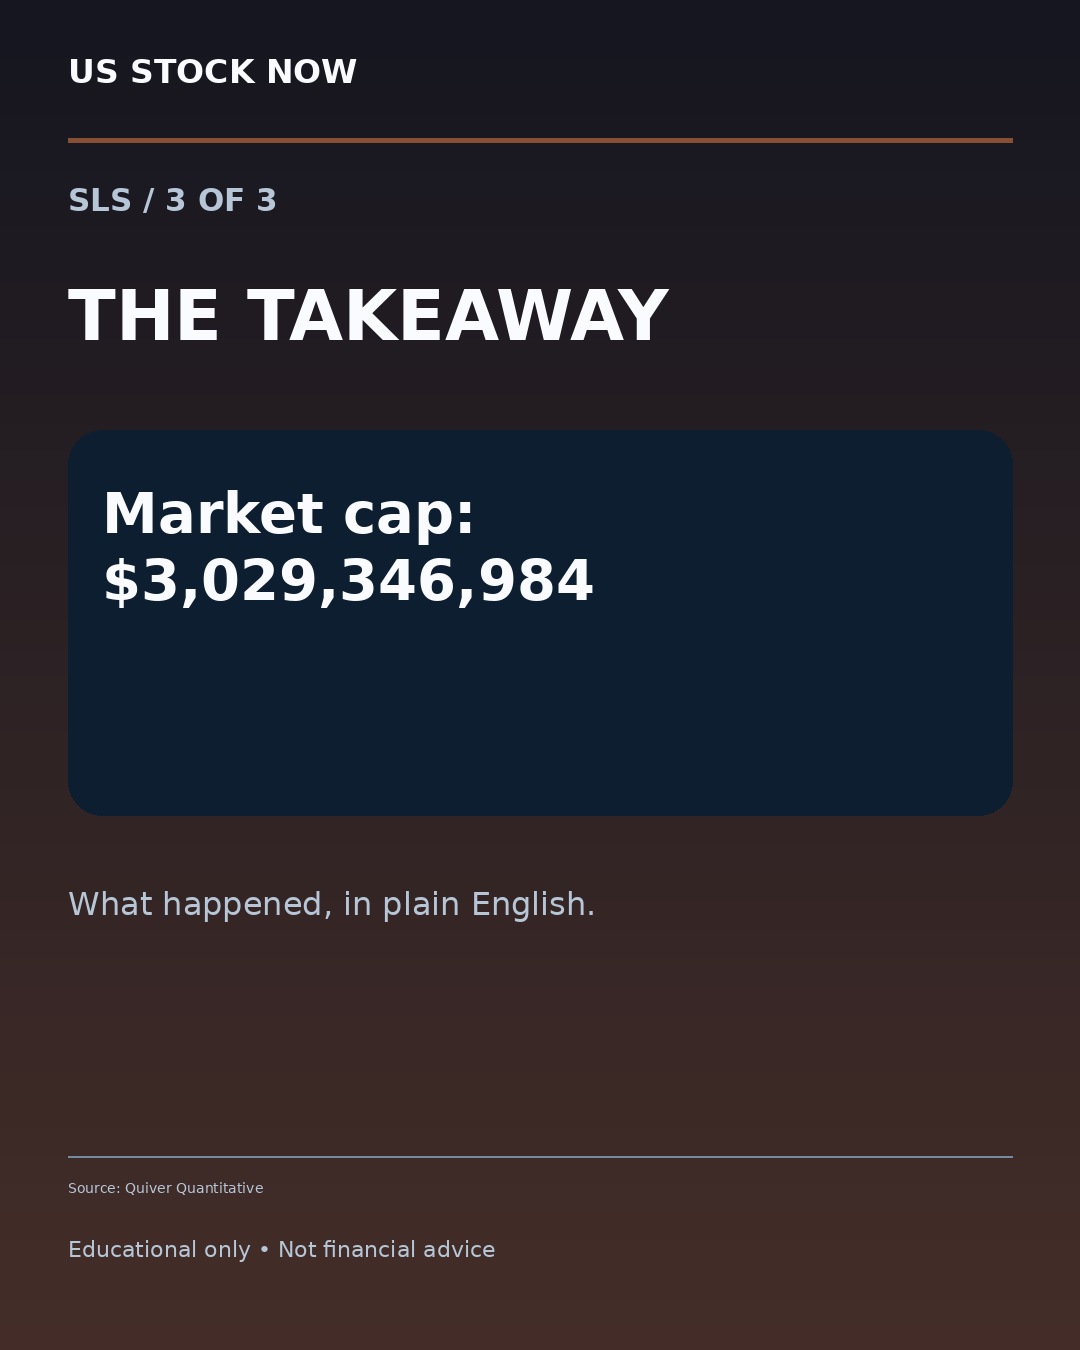 US STOCK NOW
SLS / 3 OF 3
THE TAKEAWAY
Market cap:
$3,029,346,984
What happened, in plain English.
Source: Quiver Quantitative
Educational only • Not financial advice